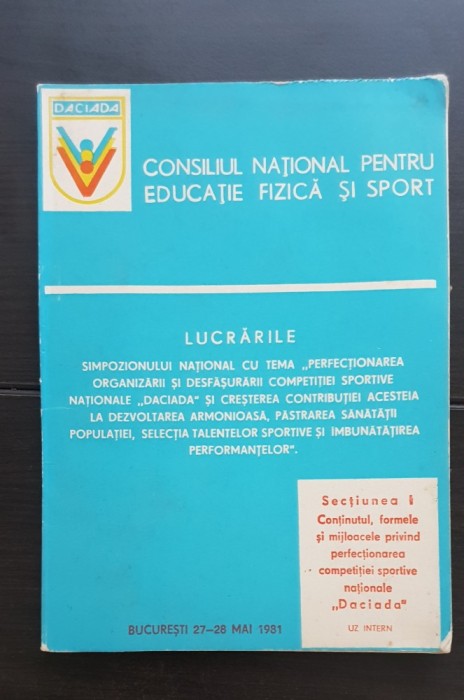 DACIADA
CONSILIUL NAȚIONAL PENTRU
EDUCAȚIE FIZICĂ ȘI SPORT
LUCRĂRILE
SIMPOZIONULUI NAȚIONAL CU TEMA „PERFECȚIONAREA
ORGANIZĂRII ȘI DESFĂȘURĂRII COMPETIȚIEI SPORTIVE
NAȚIONALE „DACIADA" ȘI CREȘTEREA CONTRIBUȚIEI ACESTEIA
LA DEZVOLTAREA ARMONIOASĂ, PĂSTRAREA SĂNĂTĂȚII
POPULAȚIEI, SELECȚIA TALENTELOR SPORTIVE ȘI ÎMBUNĂTĂȚIREA
PERFORMANȚELOR".
Secțiunea I
Conținutul, formele
și mijloacele privind
perfecționarea
competiției sportive
naționale
„Daciada"
UZ INTERN
BUCUREȘTI 27–28 MAI 1981